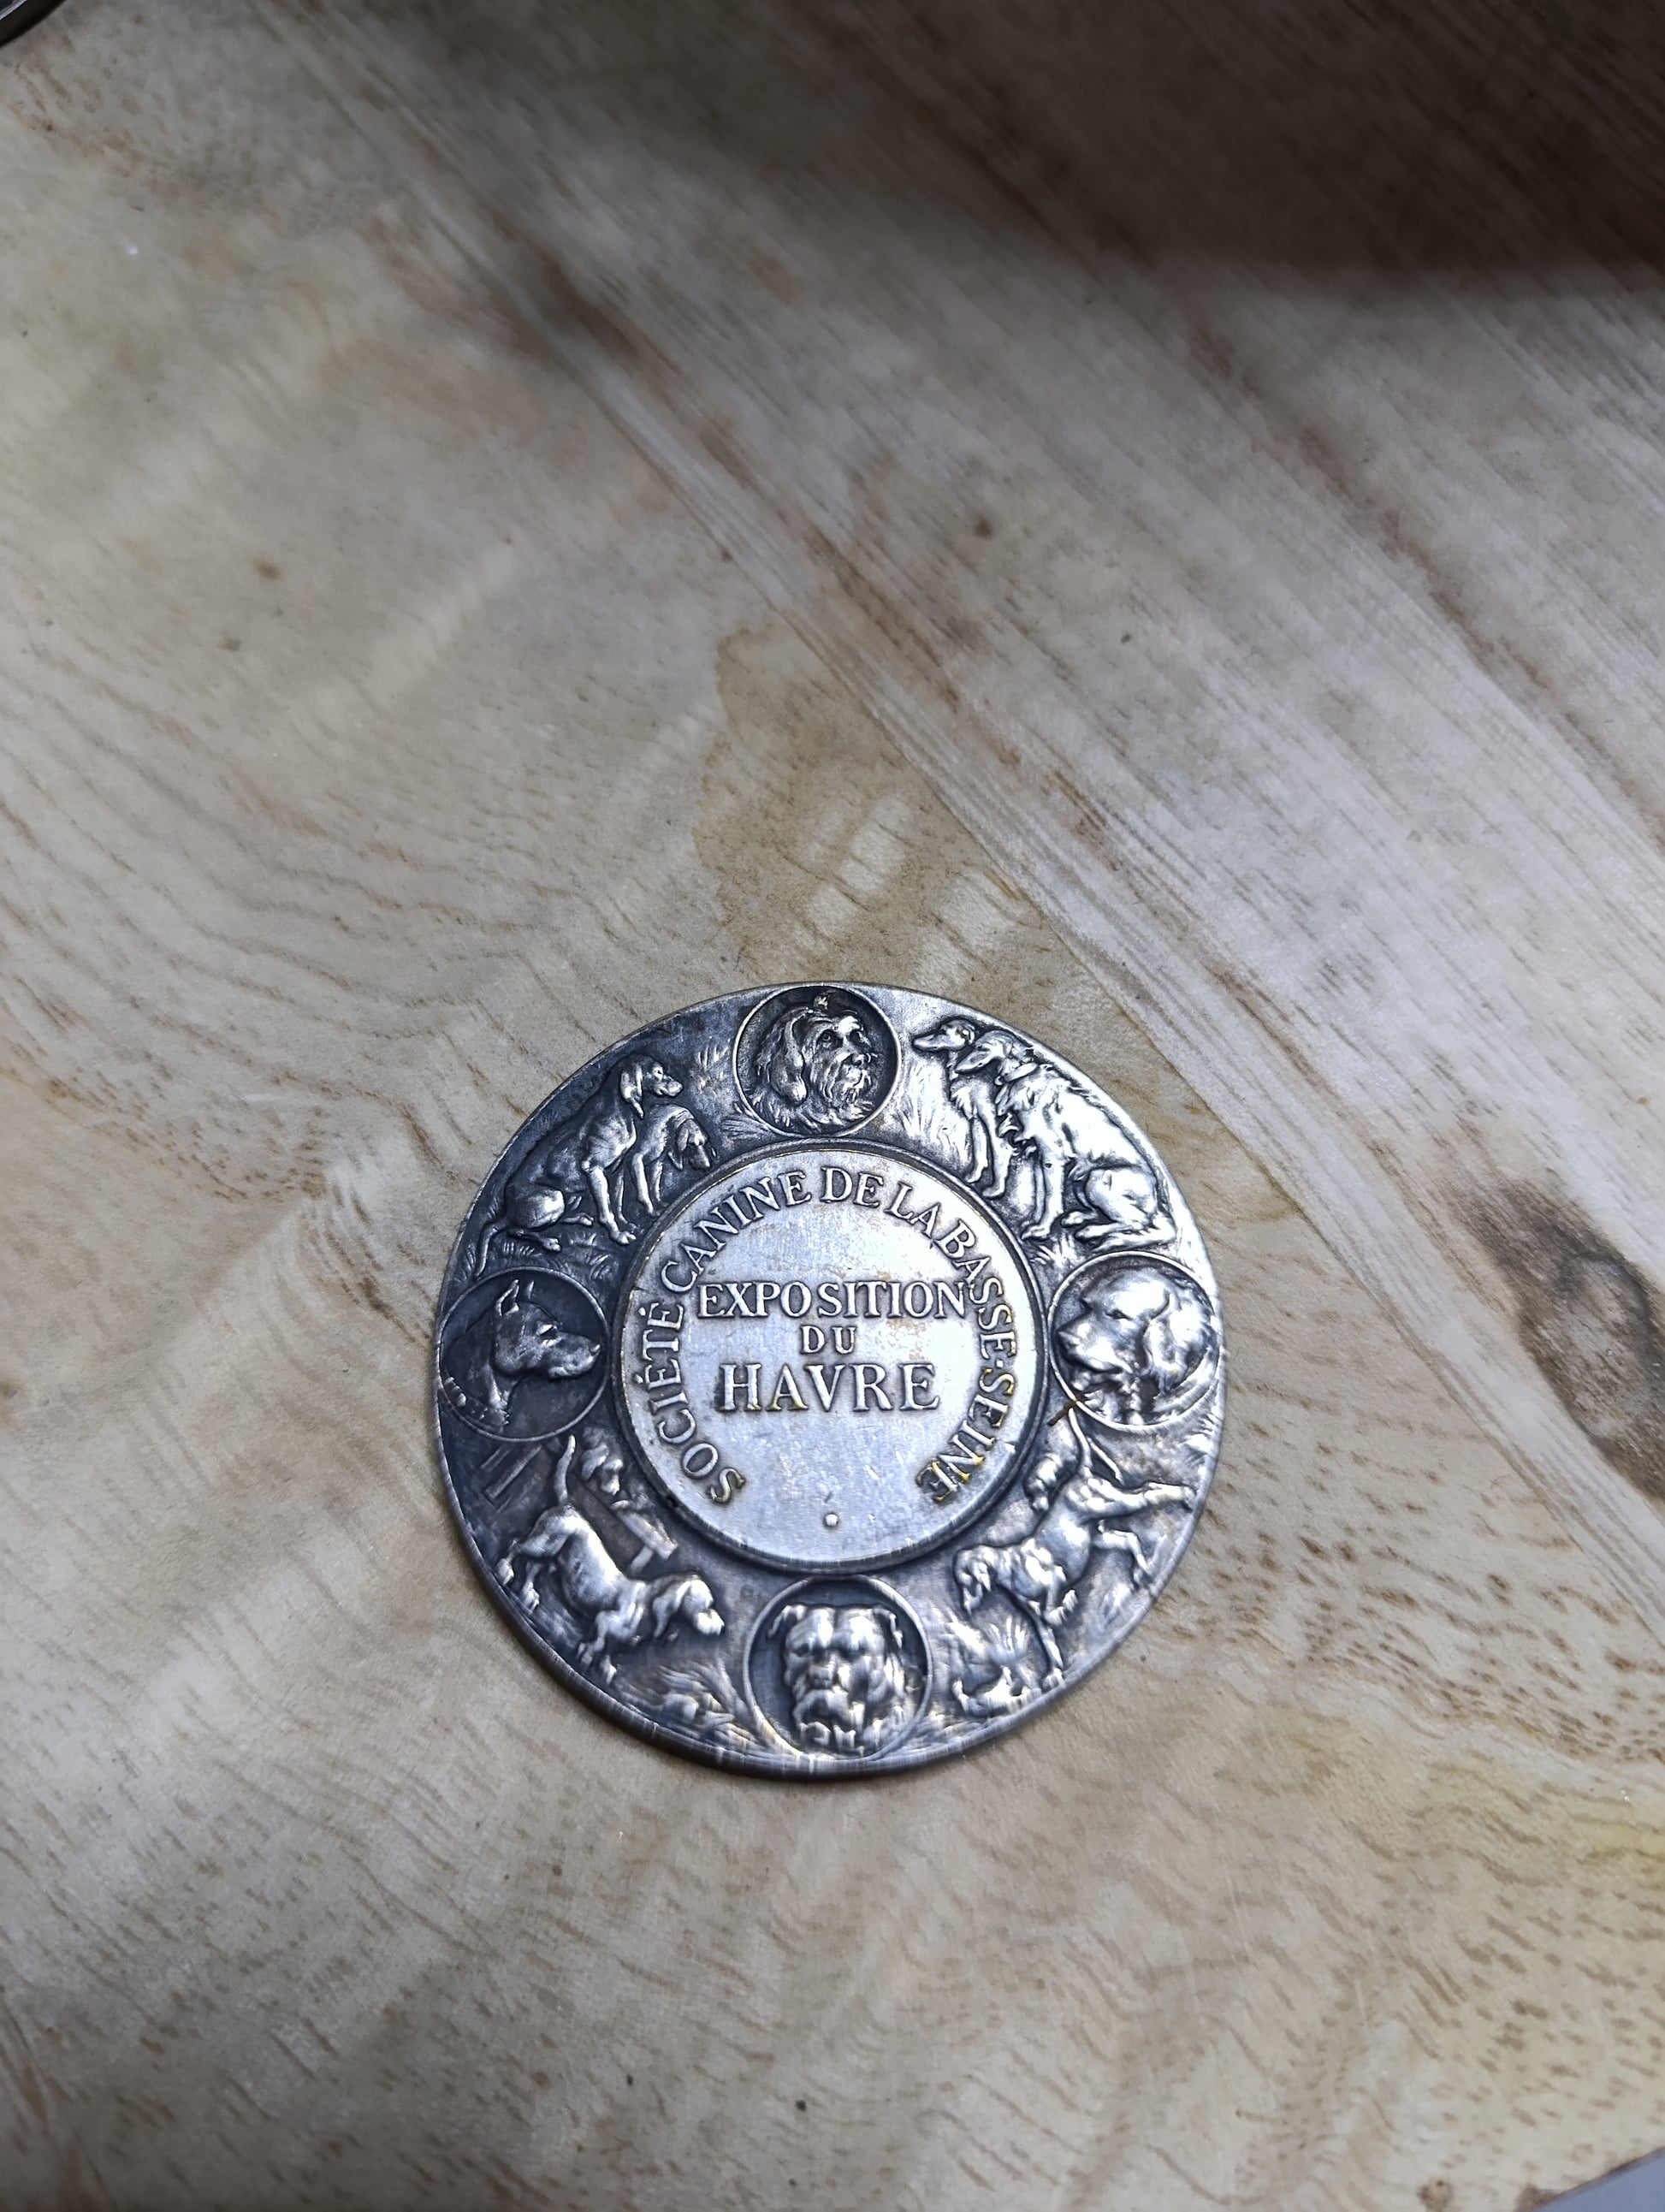 SOCIÉTÉ CANINE DE LA BASSE-SEINE
EXPOSITION
DU
HAVRE